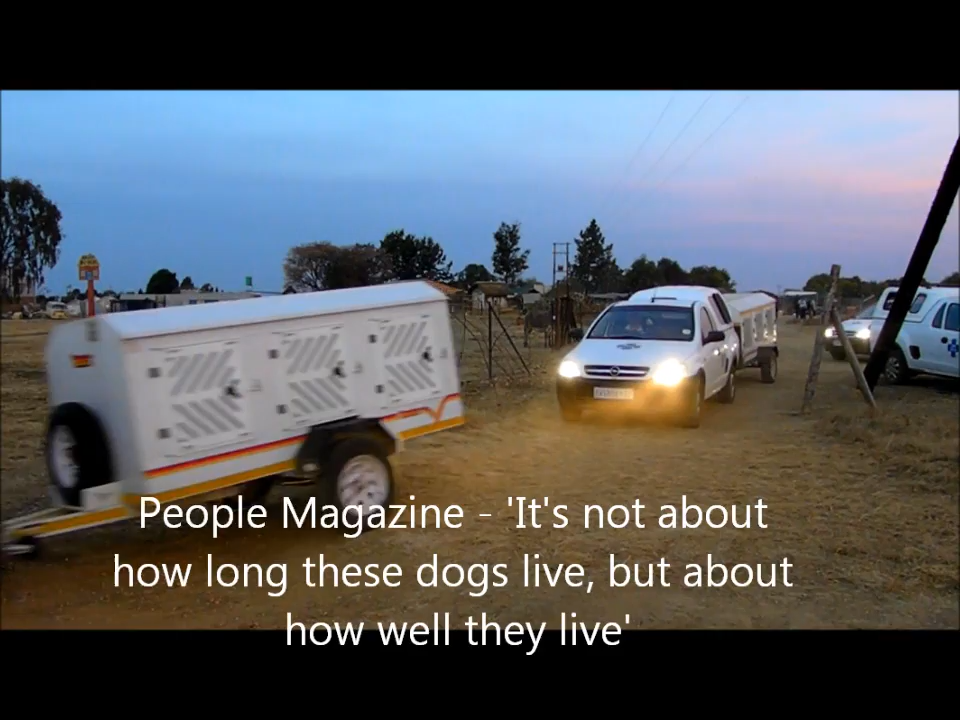 People Magazine - 'It's not about
how long these dogs live, but about
how well they live'